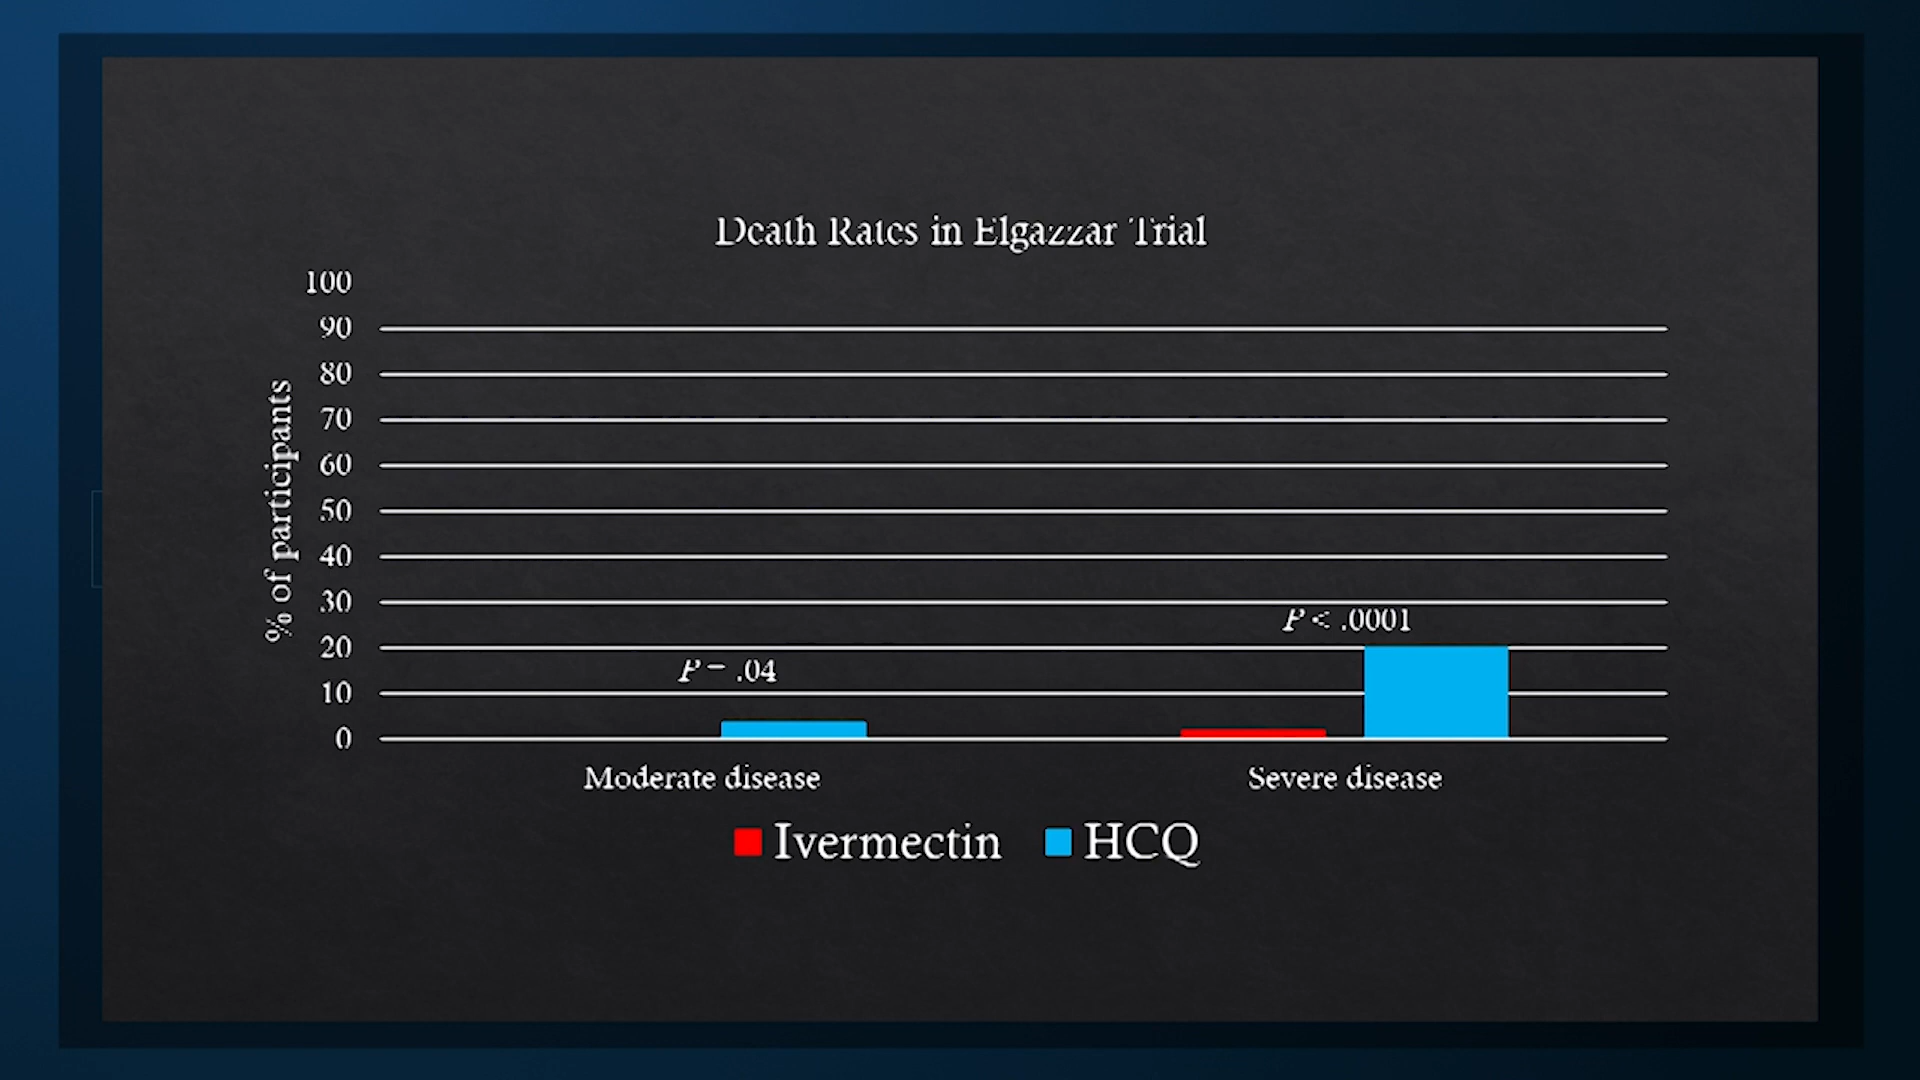 Death Rates in Elgazzar Trial
100
90
80
70
60
50
40
30
20
10
0
% of participants
P = .04
P < .0001
Moderate disease
Severe disease
Ivermectin
HCQ